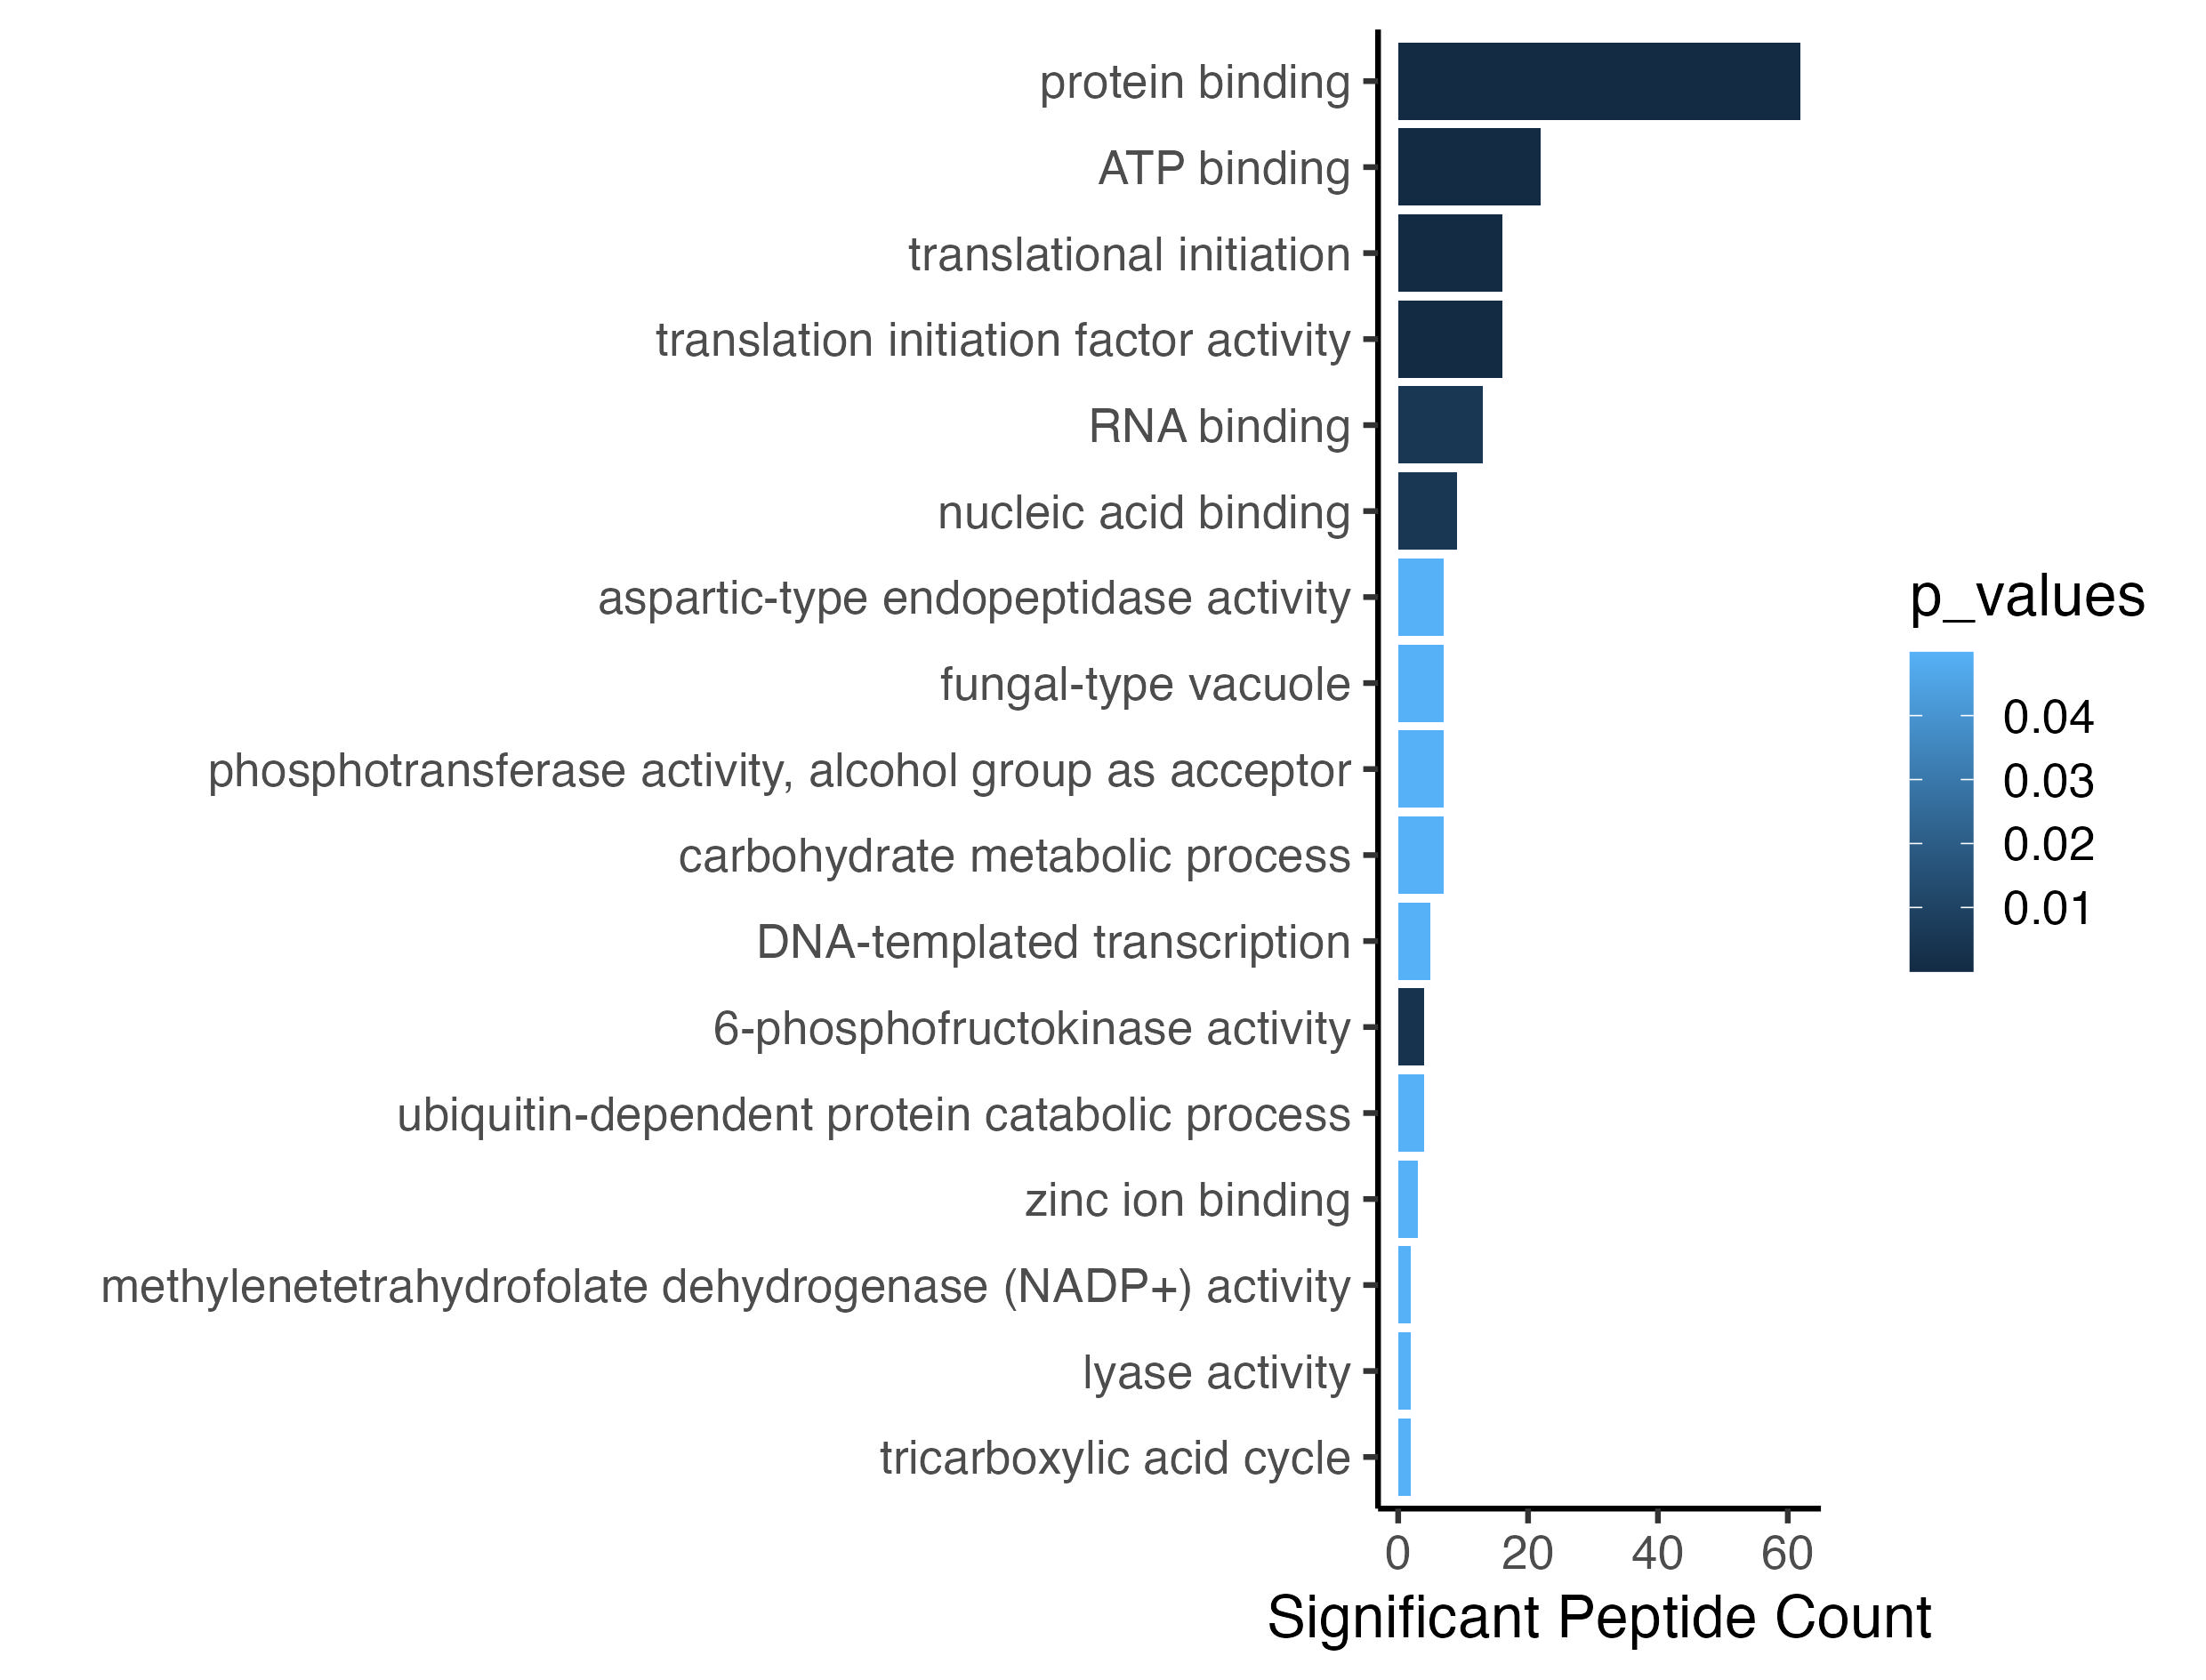 protein binding
ATP binding
translational initiation
translation initiation factor activity
RNA binding
nucleic acid binding
aspartic-type endopeptidase activity
fungal-type vacuole
phosphotransferase activity, alcohol group as acceptor
carbohydrate metabolic process
DNA-templated transcription
6-phosphofructokinase activity
ubiquitin-dependent protein catabolic process
zinc ion binding
methylenetetrahydrofolate dehydrogenase (NADP+) activity
lyase activity
tricarboxylic acid cycle
0 20 40 60
Significant Peptide Count
p_values
0.04
0.03
0.02
0.01